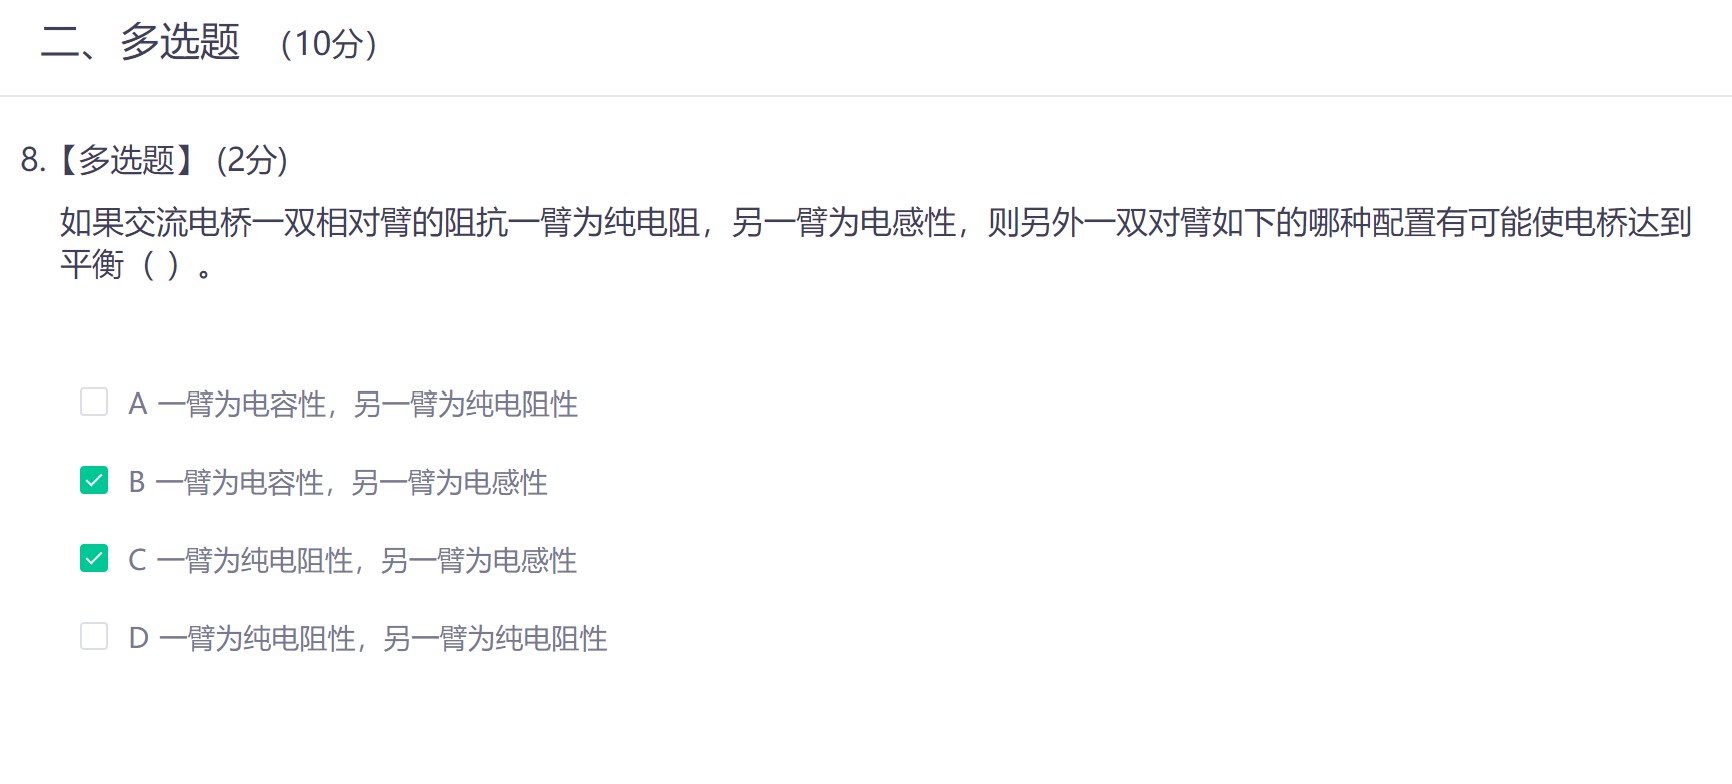 二、多选题 （10分）
8.【多选题】 (2分)
如果交流电桥一双相对臂的阻抗一臂为纯电阻，另一臂为电感性，则另外一双对臂如下的哪种配置有可能使电桥达到
平衡（ ）。
A 一臂为电容性，另一臂为纯电阻性
B 一臂为电容性，另一臂为电感性
C 一臂为纯电阻性，另一臂为电感性
D 一臂为纯电阻性，另一臂为纯电阻性